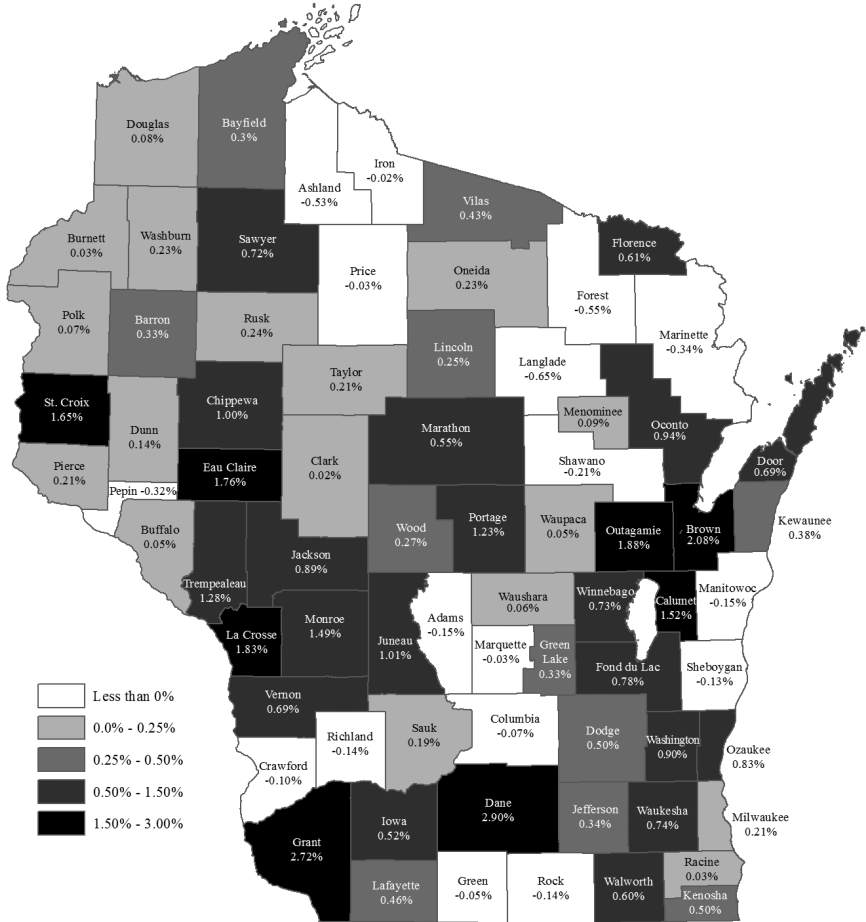 Douglas
0.08%
Bayfield
0.3%
Ashland
-0.53%
Iron
-0.02%
Vilas
0.43%
Burnett
0.03%
Washburn
0.23%
Sawyer
0.72%
Price
-0.03%
Oneida
0.23%
Florence
0.61%
Forest
-0.55%
Marinette
-0.34%
Polk
0.07%
Barron
0.33%
Rusk
0.24%
Lincoln
0.25%
Langlade
-0.65%
Taylor
0.21%
St. Croix
1.65%
Dunn
0.14%
Chippewa
1.00%
Marathon
0.55%
Menominee
0.09%
Oconto
0.94%
Pierce
0.21%
Eau Claire
1.76%
Clark
0.02%
Shawano
-0.21%
Door
0.69%
Pepin -0.32%
Buffalo
0.05%
Jackson
0.89%
Wood
0.27%
Portage
1.23%
Waupaca
0.05%
Outagamie
1.88%
Brown
2.08%
Kewaunee
0.38%
Trempealeau
1.28%
La Crosse
1.83%
Monroe
1.49%
Juneau
1.01%
Adams
-0.15%
Waushara
0.06%
Winnebago
0.73%
Calumet
1.52%
Manitowoc
-0.15%
Marquette
-0.03%
Green
Lake
0.33%
Fond du Lac
0.78%
Sheboygan
-0.13%
Vernon
0.69%
Richland
-0.14%
Sauk
0.19%
Columbia
-0.07%
Dodge
0.50%
Washington
0.90%
Ozaukee
0.83%
Crawford
-0.10%
Grant
2.72%
Iowa
0.52%
Dane
2.90%
Jefferson
0.34%
Waukesha
0.74%
Milwaukee
0.21%
Lafayette
0.46%
Green
-0.05%
Rock
-0.14%
Walworth
0.60%
Racine
0.03%
Kenosha
0.50%
Less than 0%
0.0% - 0.25%
0.25% - 0.50%
0.50% - 1.50%
1.50% - 3.00%